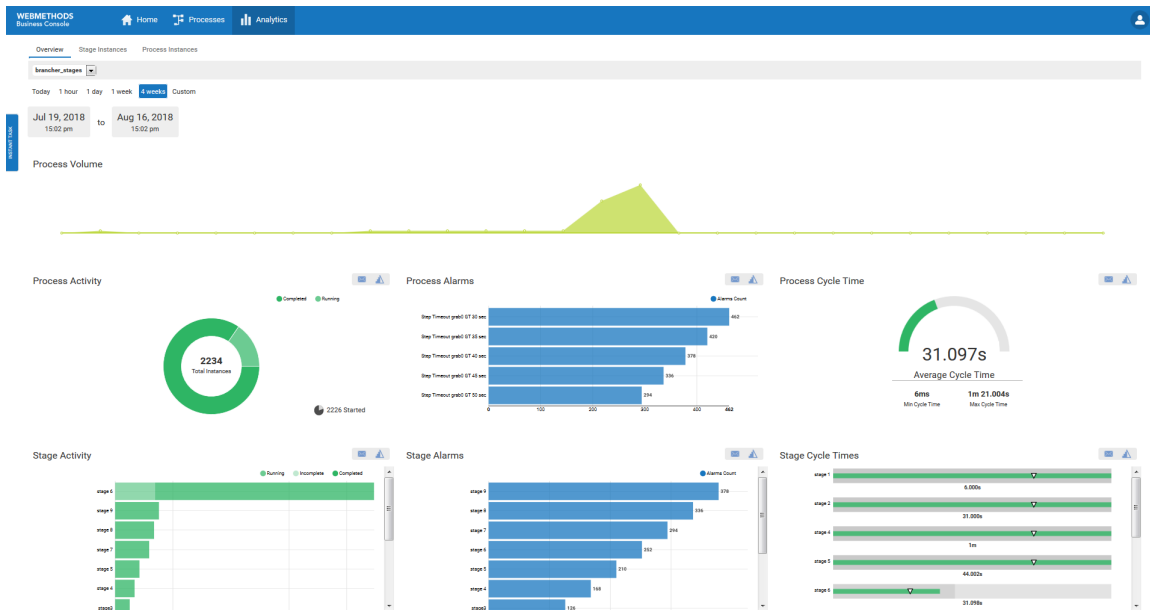 WEBMETHODS
Business Console
Home
Processes
Analytics
Overview
Stage Instances
Process Instances
brancher_stages
Today
1 hour
1 day
1 week
4 weeks
Custom
Jul 19, 2018
15:02 pm
to
Aug 16, 2018
15:02 pm
INSTANT TASK
Process Volume
Process Activity
Completed
Running
2234
Total Instances
2226 Started
Process Alarms
Alarms Count
Step Timeout grab0 GT 30 sec
462
Step Timeout grab0 GT 35 sec
420
Step Timeout grab0 GT 40 sec
378
Step Timeout grab0 GT 45 sec
336
Step Timeout grab0 GT 50 sec
294
0
100
200
300
400
462
Process Cycle Time
31.097s
Average Cycle Time
6ms
Min Cycle Time
1m 21.004s
Max Cycle Time
Stage Activity
Running
Incomplete
Completed
stage 6
stage 9
stage 8
stage 7
stage 5
stage 4
stage3
Stage Alarms
Alarms Count
stage 9
378
stage 8
336
stage 7
294
stage 6
252
stage 5
210
stage 4
168
stage3
126
Stage Cycle Times
stage 1
6.000s
stage 2
31.000s
stage 4
1m
stage 5
44.002s
stage 6
31.098s